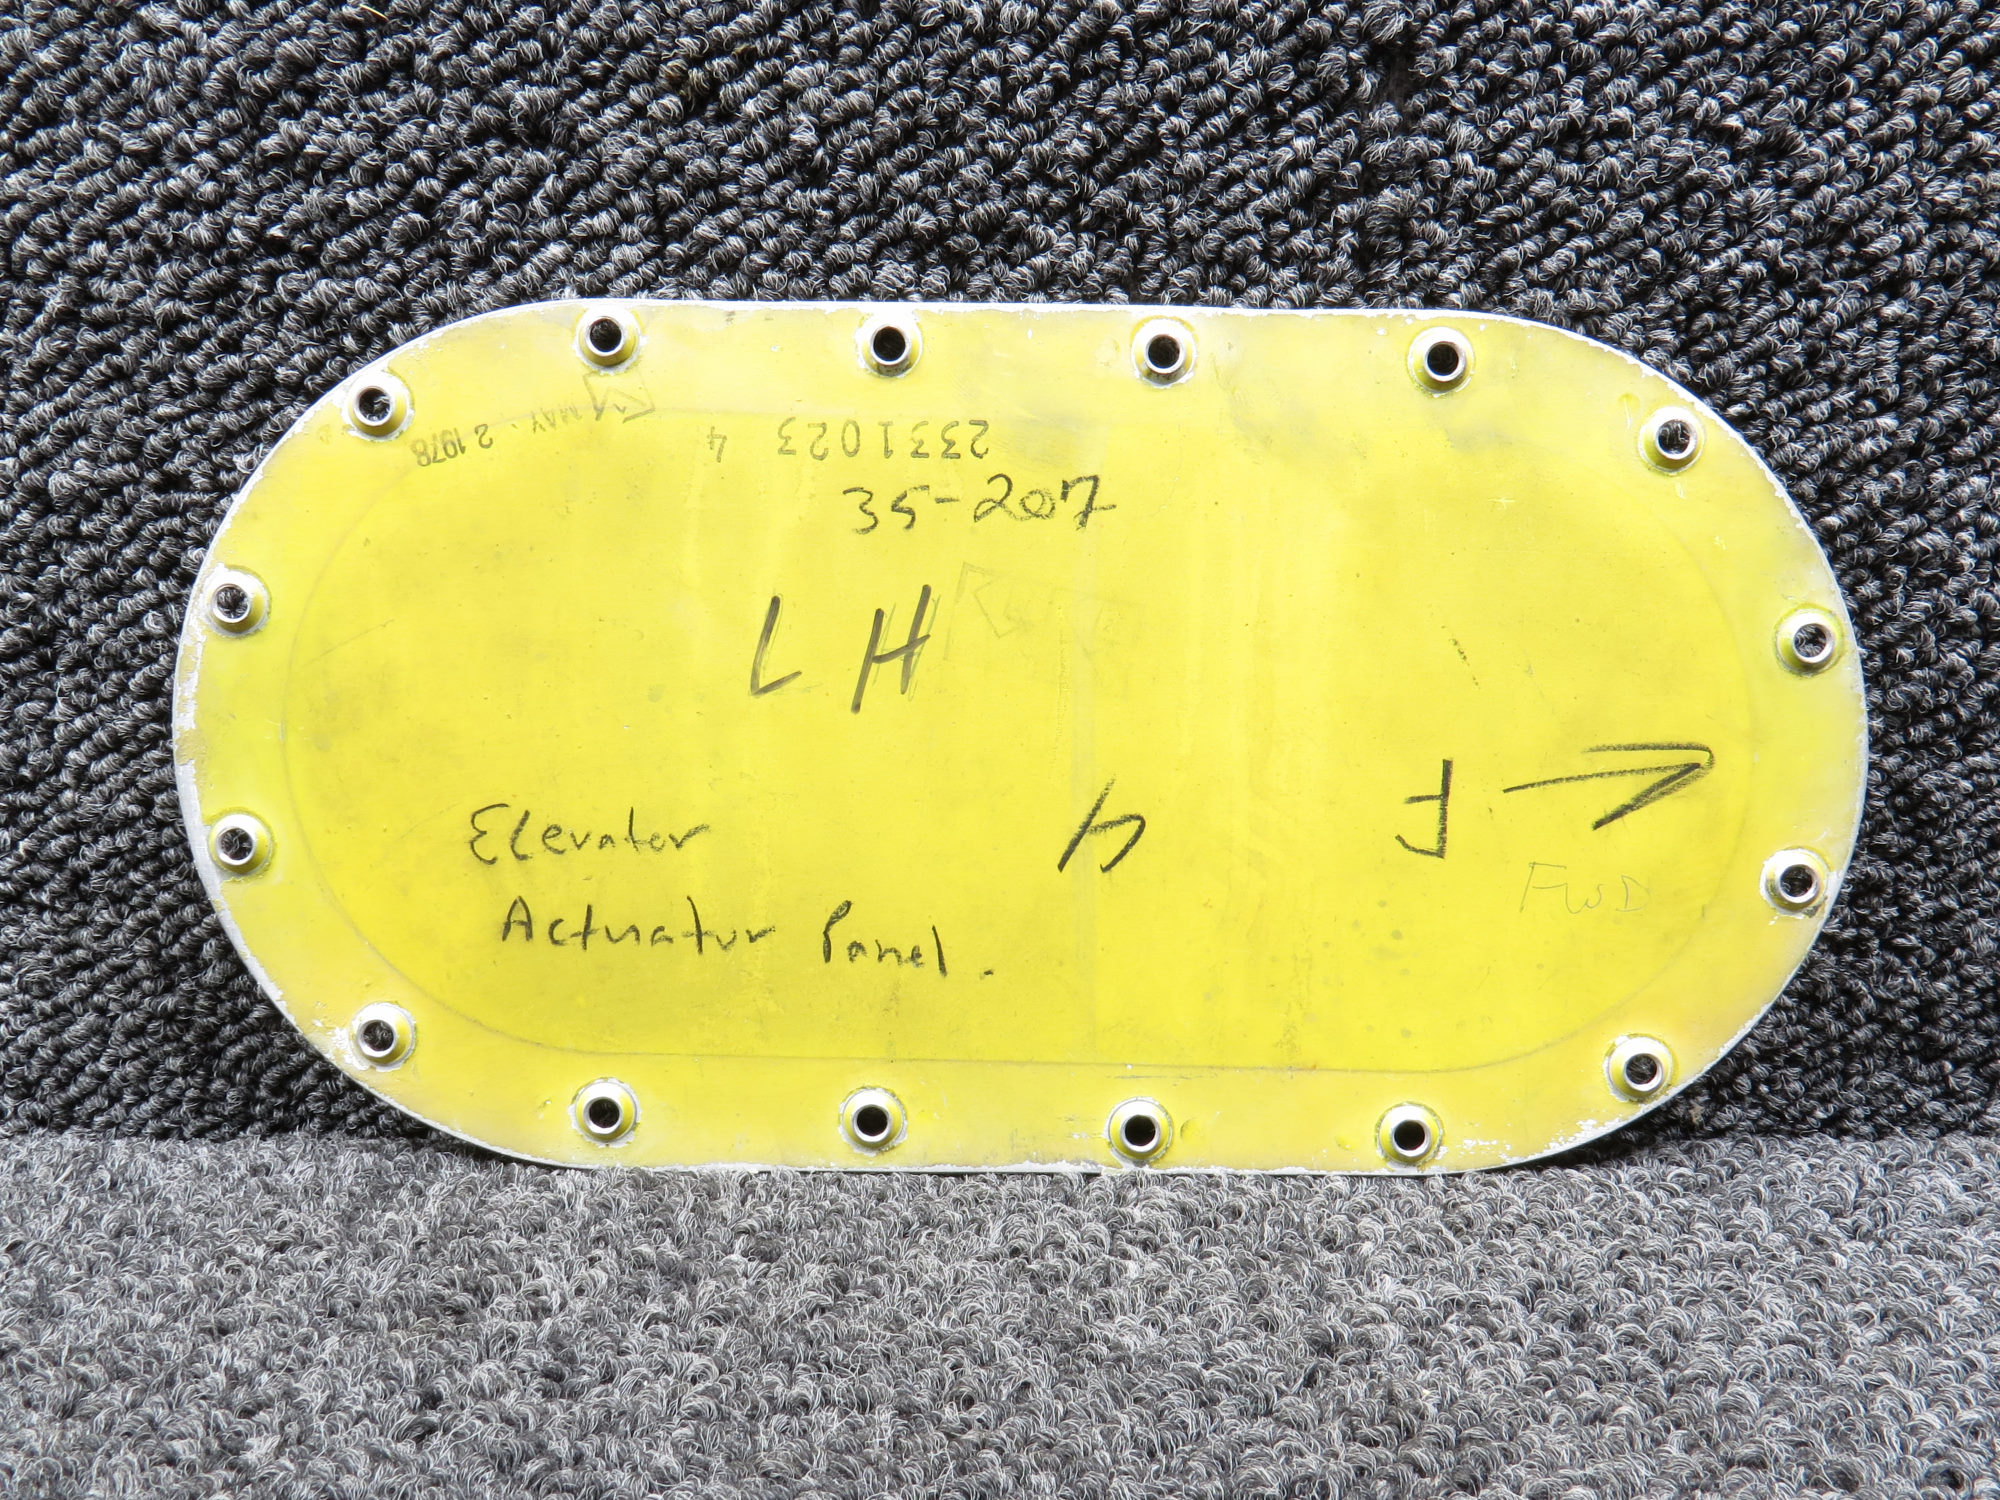 MAY. 2 1978
2331023 4
35-207
LH
h
F
FWD
Elevator
Actuator Panel.